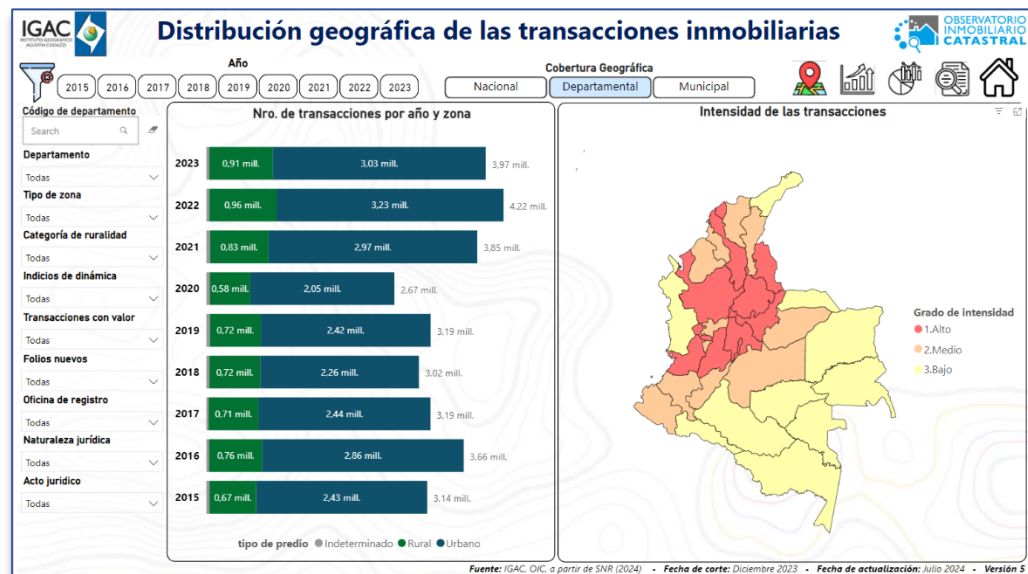 IGAC
INSTITUTO GEOGRÁFICO
AGUSTÍN CODAZZI
Distribución geográfica de las transacciones inmobiliarias
OBSERVATORIO
INMOBILIARIO
CATASTRAL
Año
2015 2016 2017 2018 2019 2020 2021 2022 2023
Cobertura Geográfica
Nacional Departamental Municipal
Código de departamento
Search
Departamento
Todas
Tipo de zona
Todas
Categoría de ruralidad
Todas
Indicios de dinámica
Todas
Transacciones con valor
Todas
Folios nuevos
Todas
Oficina de registro
Todas
Naturaleza jurídica
Todas
Acto jurídico
Todas
Nro. de transacciones por año y zona
2023 0,91 mill. 3,03 mill. 3,97 mill.
2022 0,96 mill. 3,23 mill. 4,22 mill.
2021 0,83 mill. 2,97 mill. 3,85 mill.
2020 0,58 mill. 2,05 mill. 2,67 mill.
2019 0,72 mill. 2,42 mill. 3,19 mill.
2018 0,72 mill. 2,26 mill. 3,02 mill.
2017 0,71 mill. 2,44 mill. 3,19 mill.
2016 0,76 mill. 2,86 mill. 3,66 mill.
2015 0,67 mill. 2,43 mill. 3,14 mill.
tipo de predio Indeterminado Rural Urbano
Intensidad de las transacciones
Grado de intensidad
1.Alto
2.Medio
3.Bajo
Fuente: IGAC, OIC, a partir de SNR (2024) - Fecha de corte: Diciembre 2023 - Fecha de actualización: Julio 2024 - Versión 5